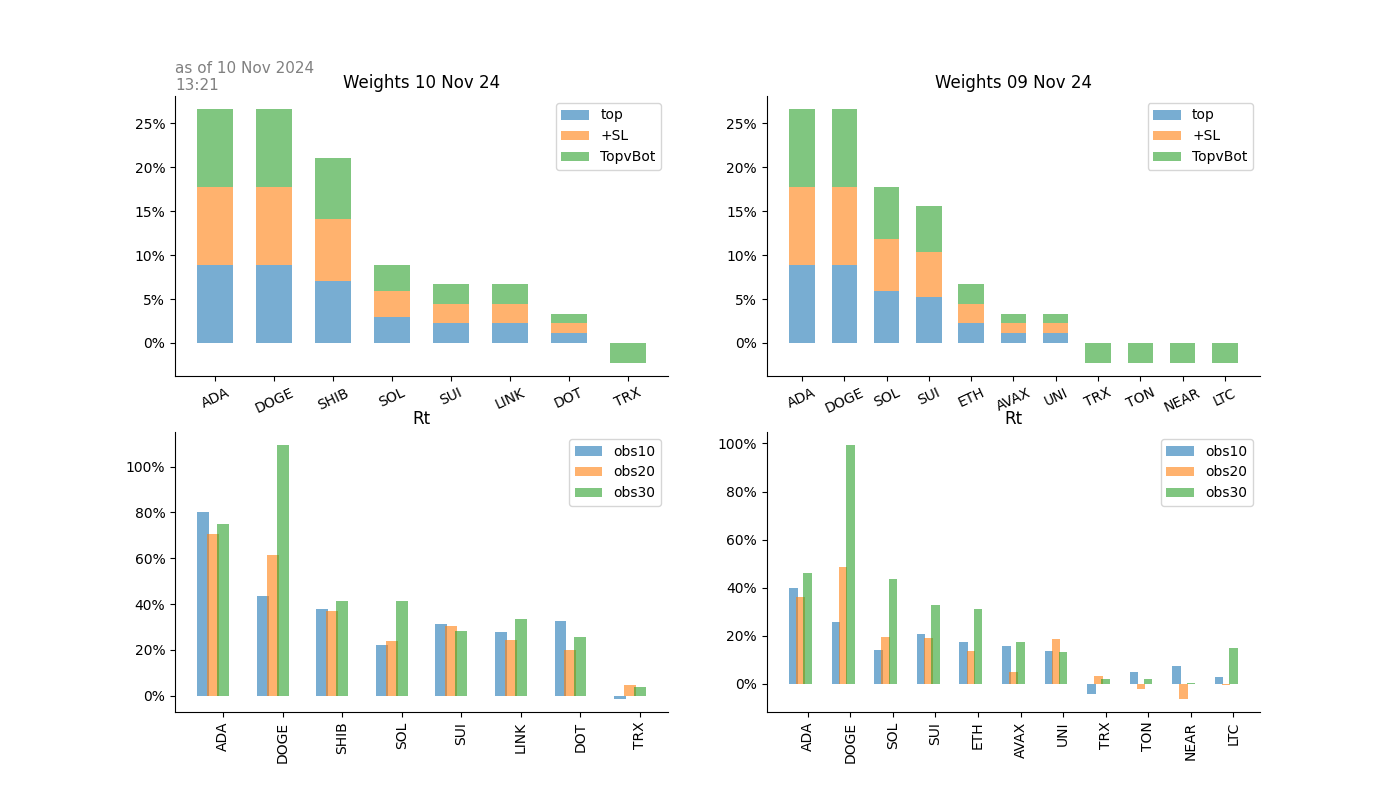 as of 10 Nov 2024
13:21
Weights 10 Nov 24
25%
20%
15%
10%
5%
0%
top
+SL
TopvBot
ADA
DOGE
SHIB
SOL
SUI
LINK
DOT
TRX
Weights 09 Nov 24
25%
20%
15%
10%
5%
0%
top
+SL
TopvBot
ADA
DOGE
SOL
SUI
ETH
AVAX
UNI
TRX
TON
NEAR
LTC
Rt
100%
80%
60%
40%
20%
0%
obs10
obs20
obs30
ADA
DOGE
SHIB
SOL
SUI
LINK
DOT
TRX
Rt
100%
80%
60%
40%
20%
0%
obs10
obs20
obs30
ADA
DOGE
SOL
SUI
ETH
AVAX
UNI
TRX
TON
NEAR
LTC